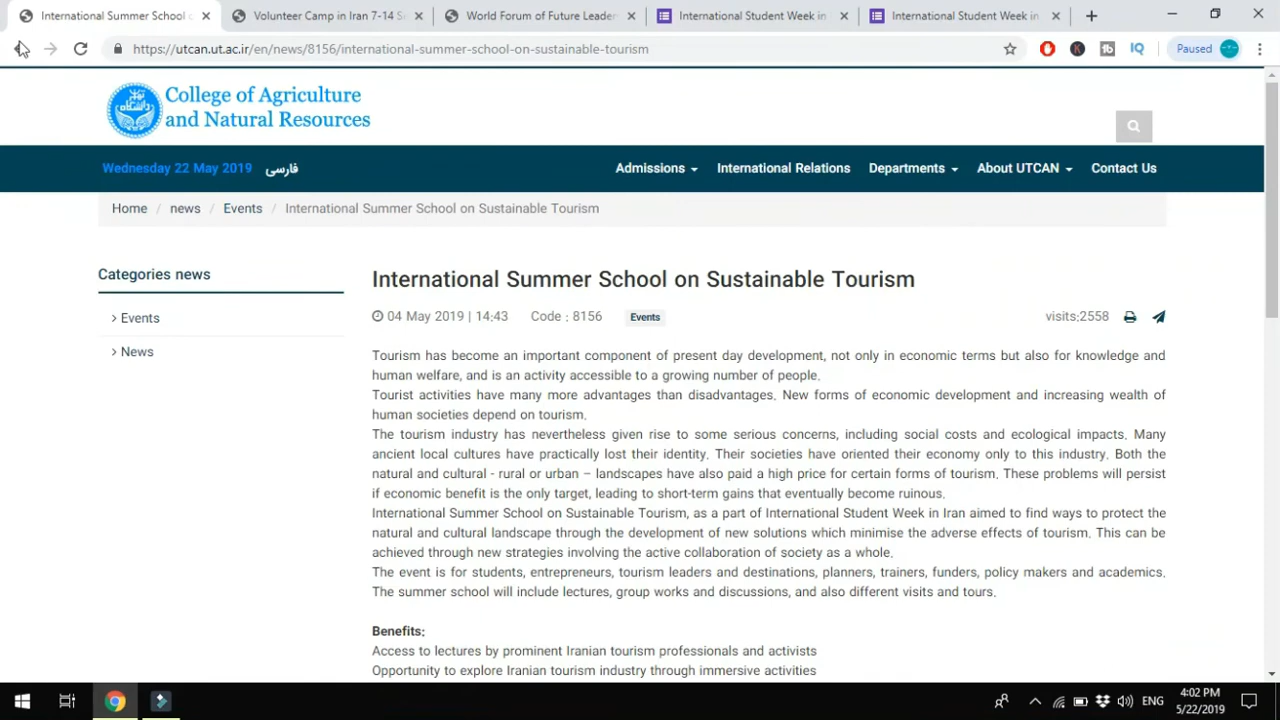 International Summer School o
Volunteer Camp in Iran 7-14 S
World Forum of Future Leader
International Student Week in
International Student Week in
https://utcan.ut.ac.ir/en/news/8156/international-summer-school-on-sustainable-tourism
Paused
College of Agriculture
and Natural Resources
Wednesday 22 May 2019 فارسی
Admissions
International Relations
Departments
About UTCAN
Contact Us
Home / news / Events / International Summer School on Sustainable Tourism
Categories news
> Events
> News
International Summer School on Sustainable Tourism
04 May 2019 | 14:43 Code : 8156 Events
visits;2558
Tourism has become an important component of present day development, not only in economic terms but also for knowledge and
human welfare, and is an activity accessible to a growing number of people.
Tourist activities have many more advantages than disadvantages. New forms of economic development and increasing wealth of
human societies depend on tourism.
The tourism industry has nevertheless given rise to some serious concerns, including social costs and ecological impacts. Many
ancient local cultures have practically lost their identity. Their societies have oriented their economy only to this industry. Both the
natural and cultural - rural or urban – landscapes have also paid a high price for certain forms of tourism. These problems will persist
if economic benefit is the only target, leading to short-term gains that eventually become ruinous.
International Summer School on Sustainable Tourism, as a part of International Student Week in Iran aimed to find ways to protect the
natural and cultural landscape through the development of new solutions which minimise the adverse effects of tourism. This can be
achieved through new strategies involving the active collaboration of society as a whole.
The event is for students, entrepreneurs, tourism leaders and destinations, planners, trainers, funders, policy makers and academics.
The summer school will include lectures, group works and discussions, and also different visits and tours.
Benefits:
Access to lectures by prominent Iranian tourism professionals and activists
Opportunity to explore Iranian tourism industry through immersive activities
ENG
4:02 PM
5/22/2019